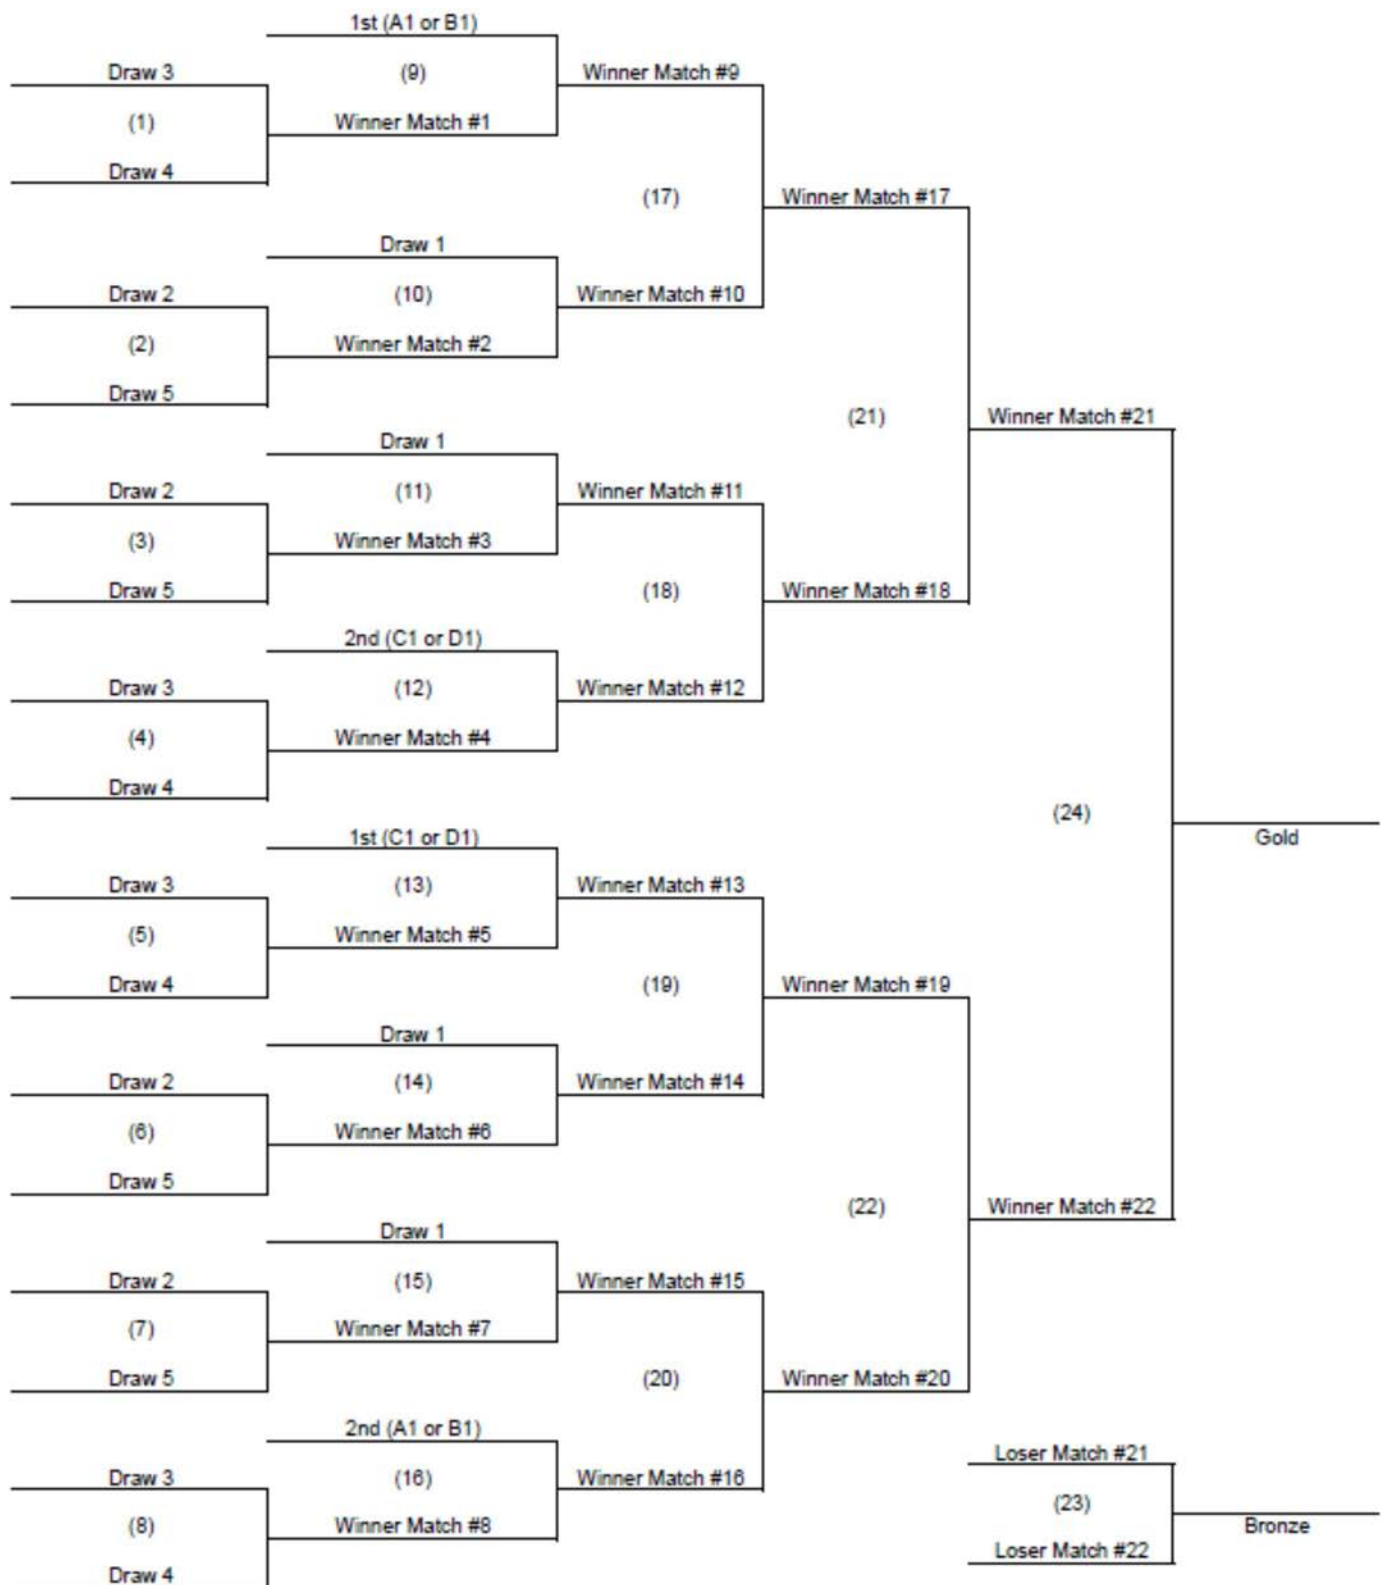 1st (A1 or B1)
Draw 3
(9)
Winner Match #9
(1)
Winner Match #1
Draw 4
(17)
Winner Match #17
Draw 1
Draw 2
(10)
Winner Match #10
(2)
Winner Match #2
Draw 5
(21)
Winner Match #21
Draw 1
Draw 2
(11)
Winner Match #11
(3)
Winner Match #3
Draw 5
(18)
Winner Match #18
2nd (C1 or D1)
Draw 3
(12)
Winner Match #12
(4)
Winner Match #4
Draw 4
(24)
Gold
1st (C1 or D1)
Draw 3
(13)
Winner Match #13
(5)
Winner Match #5
Draw 4
(19)
Winner Match #19
Draw 1
Draw 2
(14)
Winner Match #14
(6)
Winner Match #6
Draw 5
(22)
Winner Match #22
Draw 1
Draw 2
(15)
Winner Match #15
(7)
Winner Match #7
Draw 5
(20)
Winner Match #20
2nd (A1 or B1)
Loser Match #21
Draw 3
(16)
Winner Match #16
(23)
(8)
Winner Match #8
Bronze
Loser Match #22
Draw 4